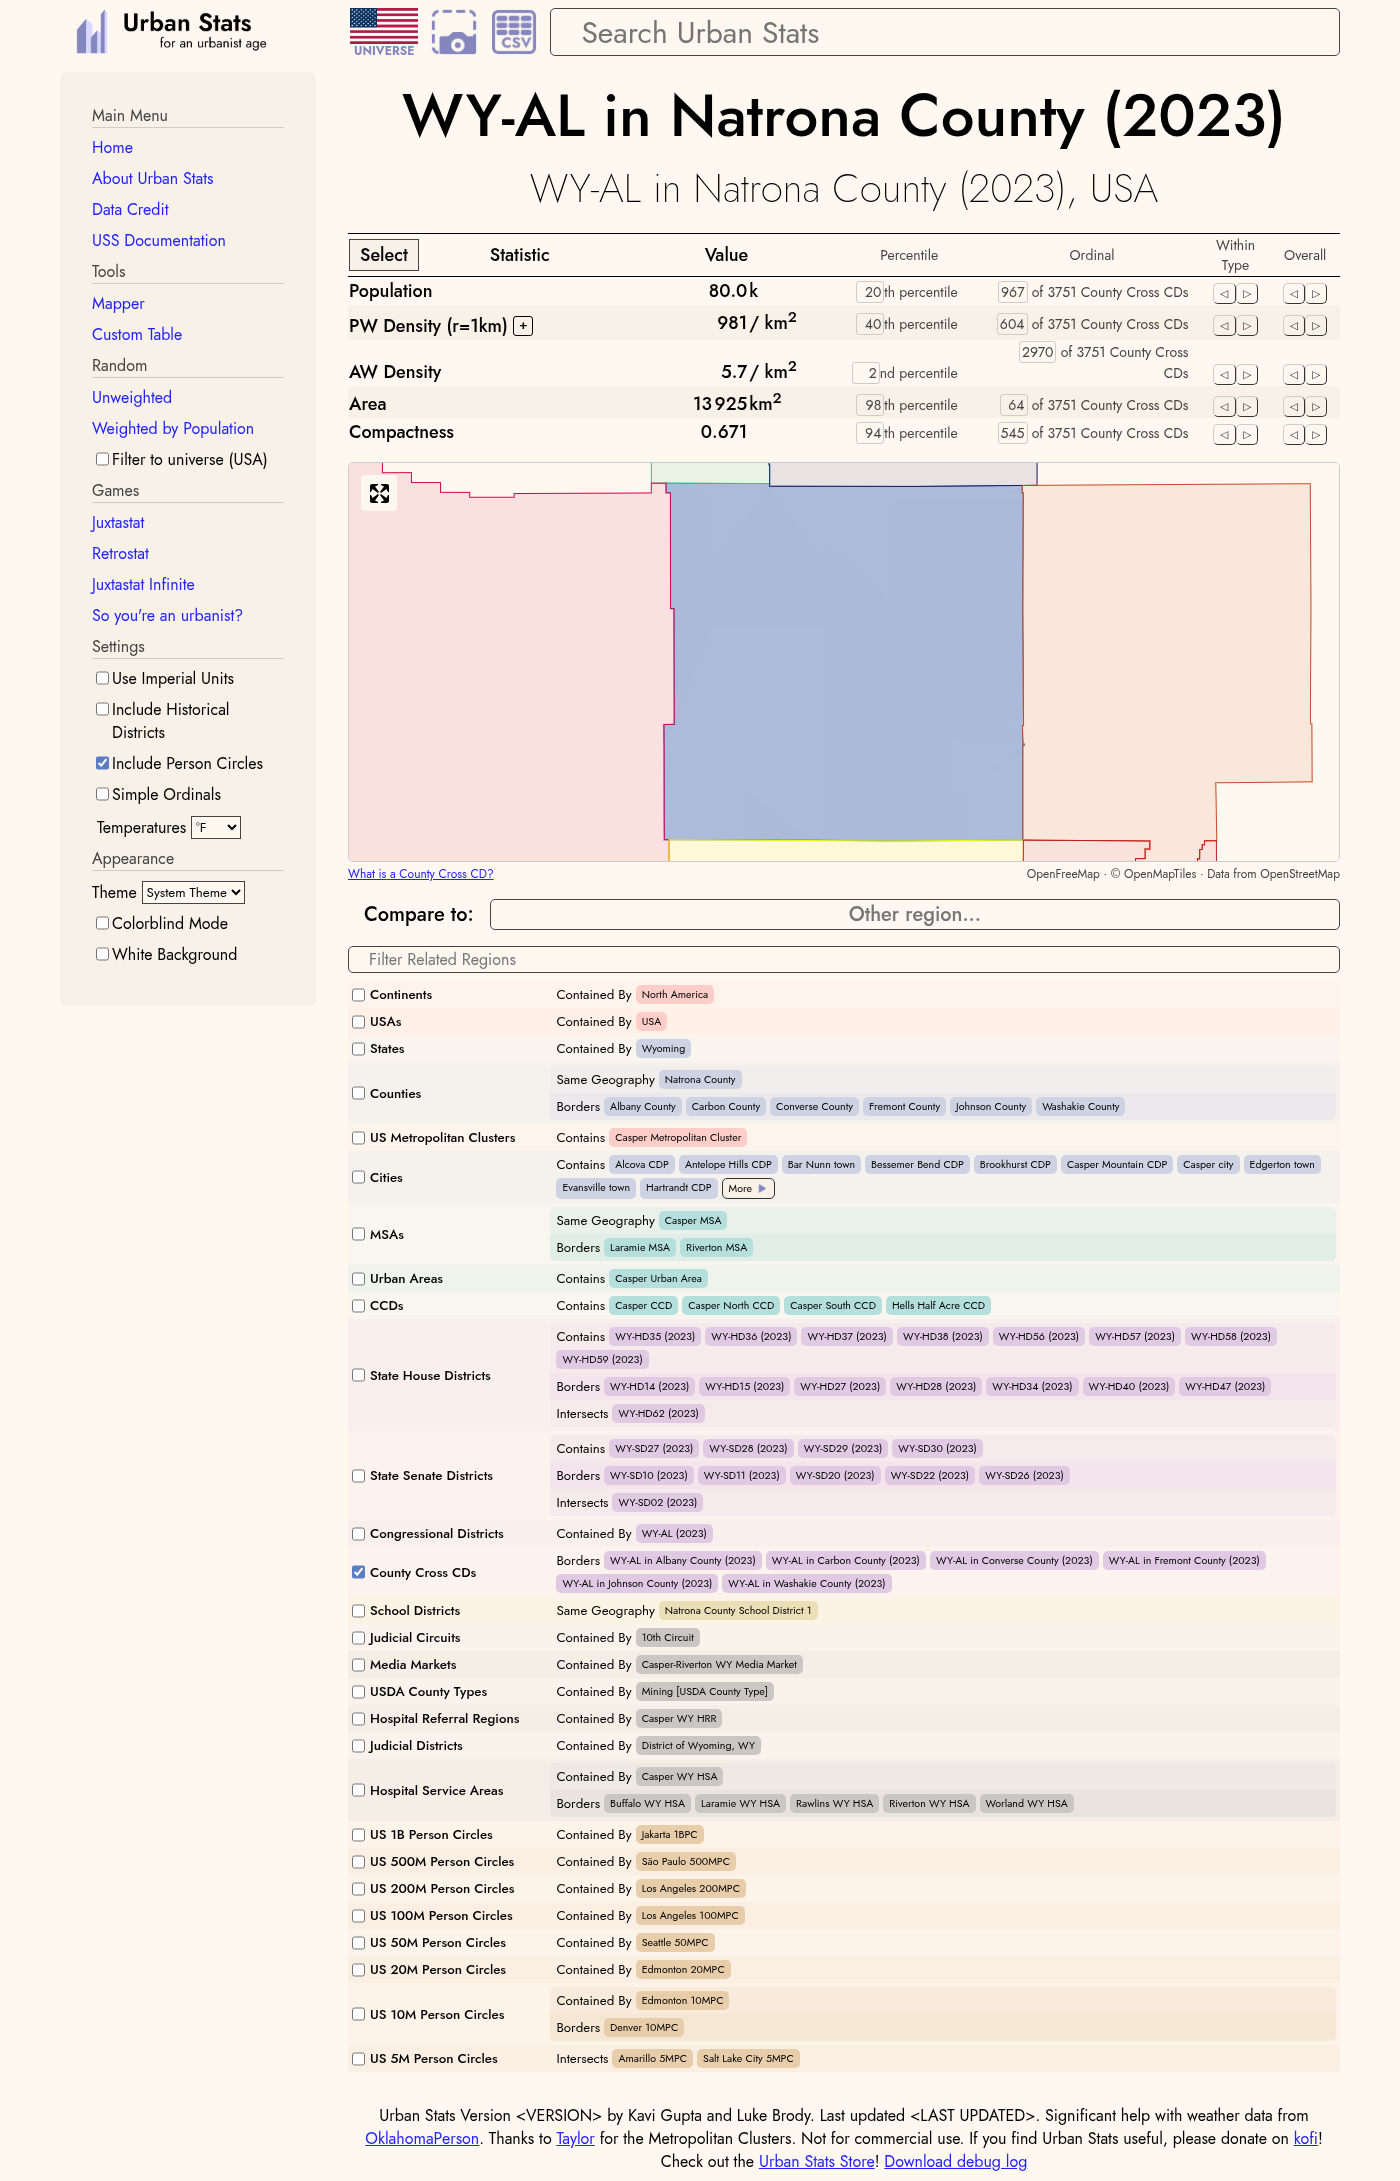 Urban Stats
for an urbanist age
UNIVERSE
CSV
Search Urban Stats
Main Menu
Home
About Urban Stats
Data Credit
USS Documentation
Tools
Mapper
Custom Table
Random
Unweighted
Weighted by Population
Filter to universe (USA)
Games
Juxtastat
Retrostat
Juxtastat Infinite
So you're an urbanist?
Settings
Use Imperial Units
Include Historical
Districts
Include Person Circles
Simple Ordinals
Temperatures °F
Appearance
Theme System Theme
Colorblind Mode
White Background
WY-AL in Natrona County (2023)
WY-AL in Natrona County (2023), USA
Select Statistic Value Percentile Ordinal Within Type Overall
Population 80.0k 20th percentile 967 of 3751 County Cross CDs
PW Density (r=1km) + 981 / km² 40th percentile 604 of 3751 County Cross CDs
AW Density 5.7 / km² 2nd percentile 2970 of 3751 County Cross CDs
Area 13 925 km² 98th percentile 64 of 3751 County Cross CDs
Compactness 0.671 94th percentile 545 of 3751 County Cross CDs
What is a County Cross CD?
OpenFreeMap · © OpenMapTiles · Data from OpenStreetMap
Compare to: Other region...
Filter Related Regions
Continents Contained By North America
USAs Contained By USA
States Contained By Wyoming
Counties Same Geography Natrona County
Borders Albany County Carbon County Converse County Fremont County Johnson County Washakie County
US Metropolitan Clusters Contains Casper Metropolitan Cluster
Cities Contains Alcova CDP Antelope Hills CDP Bar Nunn town Bessemer Bend CDP Brookhurst CDP Casper Mountain CDP Casper city Edgerton town
Evansville town Hartrandt CDP More
MSAs Same Geography Casper MSA
Borders Laramie MSA Riverton MSA
Urban Areas Contains Casper Urban Area
CCDs Contains Casper CCD Casper North CCD Casper South CCD Hells Half Acre CCD
State House Districts Contains WY-HD35 (2023) WY-HD36 (2023) WY-HD37 (2023) WY-HD38 (2023) WY-HD56 (2023) WY-HD57 (2023) WY-HD58 (2023)
WY-HD59 (2023)
Borders WY-HD14 (2023) WY-HD15 (2023) WY-HD27 (2023) WY-HD28 (2023) WY-HD34 (2023) WY-HD40 (2023) WY-HD47 (2023)
Intersects WY-HD62 (2023)
State Senate Districts Contains WY-SD27 (2023) WY-SD28 (2023) WY-SD29 (2023) WY-SD30 (2023)
Borders WY-SD10 (2023) WY-SD11 (2023) WY-SD20 (2023) WY-SD22 (2023) WY-SD26 (2023)
Intersects WY-SD02 (2023)
Congressional Districts Contained By WY-AL (2023)
County Cross CDs Borders WY-AL in Albany County (2023) WY-AL in Carbon County (2023) WY-AL in Converse County (2023) WY-AL in Fremont County (2023)
WY-AL in Johnson County (2023) WY-AL in Washakie County (2023)
School Districts Same Geography Natrona County School District 1
Judicial Circuits Contained By 10th Circuit
Media Markets Contained By Casper-Riverton WY Media Market
USDA County Types Contained By Mining [USDA County Type]
Hospital Referral Regions Contained By Casper WY HRR
Judicial Districts Contained By District of Wyoming, WY
Hospital Service Areas Contained By Casper WY HSA
Borders Buffalo WY HSA Laramie WY HSA Rawlins WY HSA Riverton WY HSA Worland WY HSA
US 1B Person Circles Contained By Jakarta 1BPC
US 500M Person Circles Contained By São Paulo 500MPC
US 200M Person Circles Contained By Los Angeles 200MPC
US 100M Person Circles Contained By Los Angeles 100MPC
US 50M Person Circles Contained By Seattle 50MPC
US 20M Person Circles Contained By Edmonton 20MPC
US 10M Person Circles Contained By Edmonton 10MPC
Borders Denver 10MPC
US 5M Person Circles Intersects Amarillo 5MPC Salt Lake City 5MPC
Urban Stats Version <VERSION> by Kavi Gupta and Luke Brody. Last updated <LAST UPDATED>. Significant help with weather data from
OklahomaPerson. Thanks to Taylor for the Metropolitan Clusters. Not for commercial use. If you find Urban Stats useful, please donate on kofi!
Check out the Urban Stats Store! Download debug log